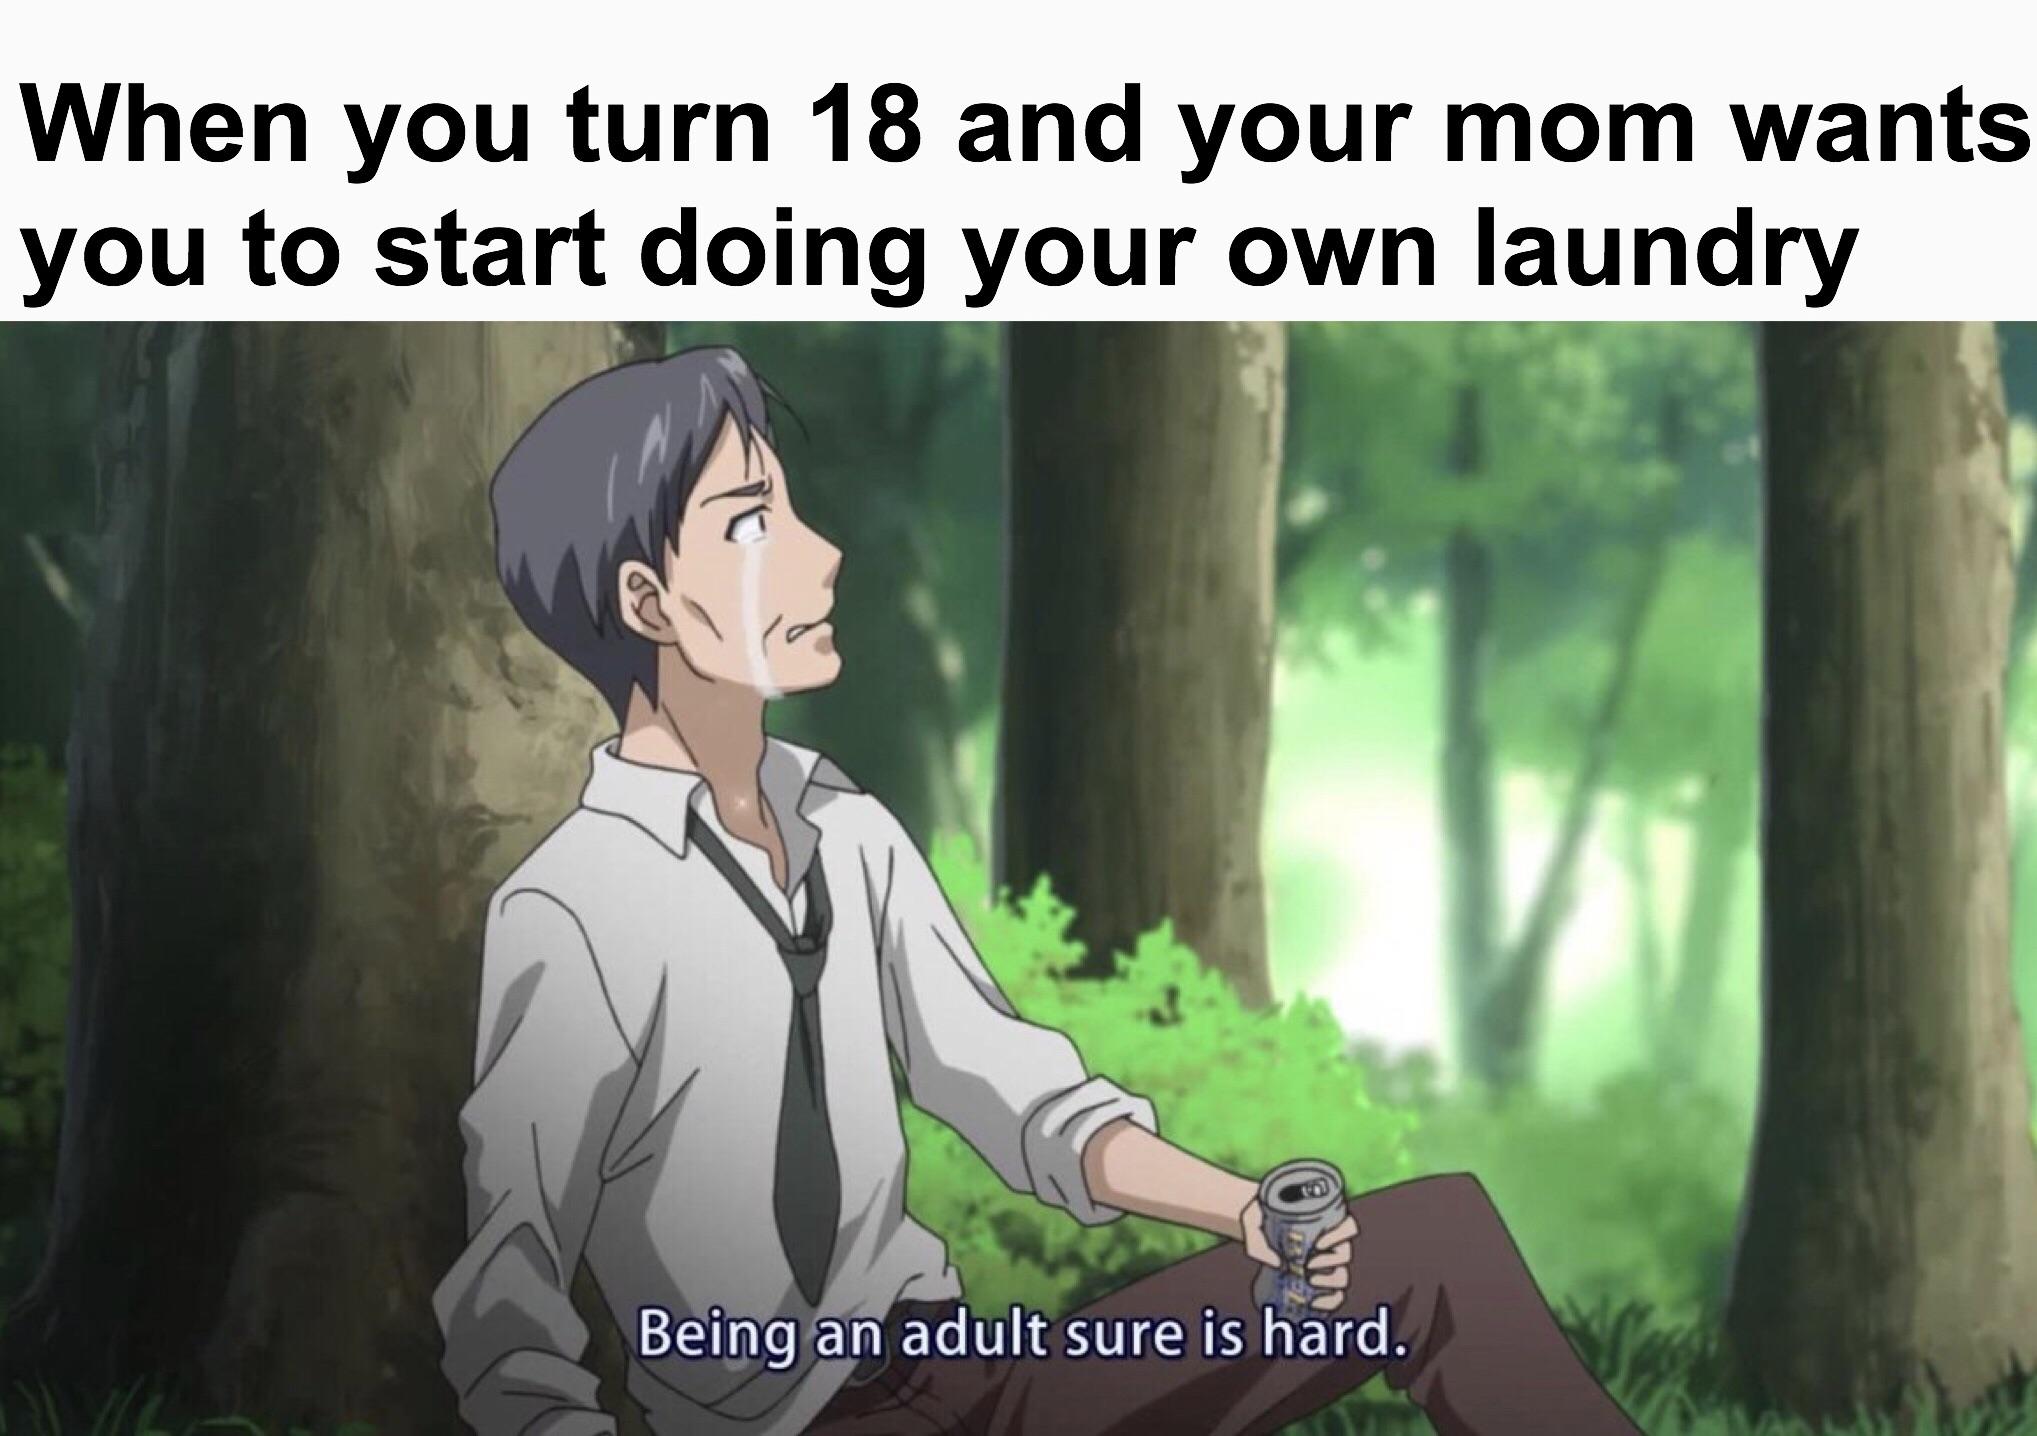 When you turn 18 and your mom wants
you to start doing your own laundry
Being an adult sure is hard.